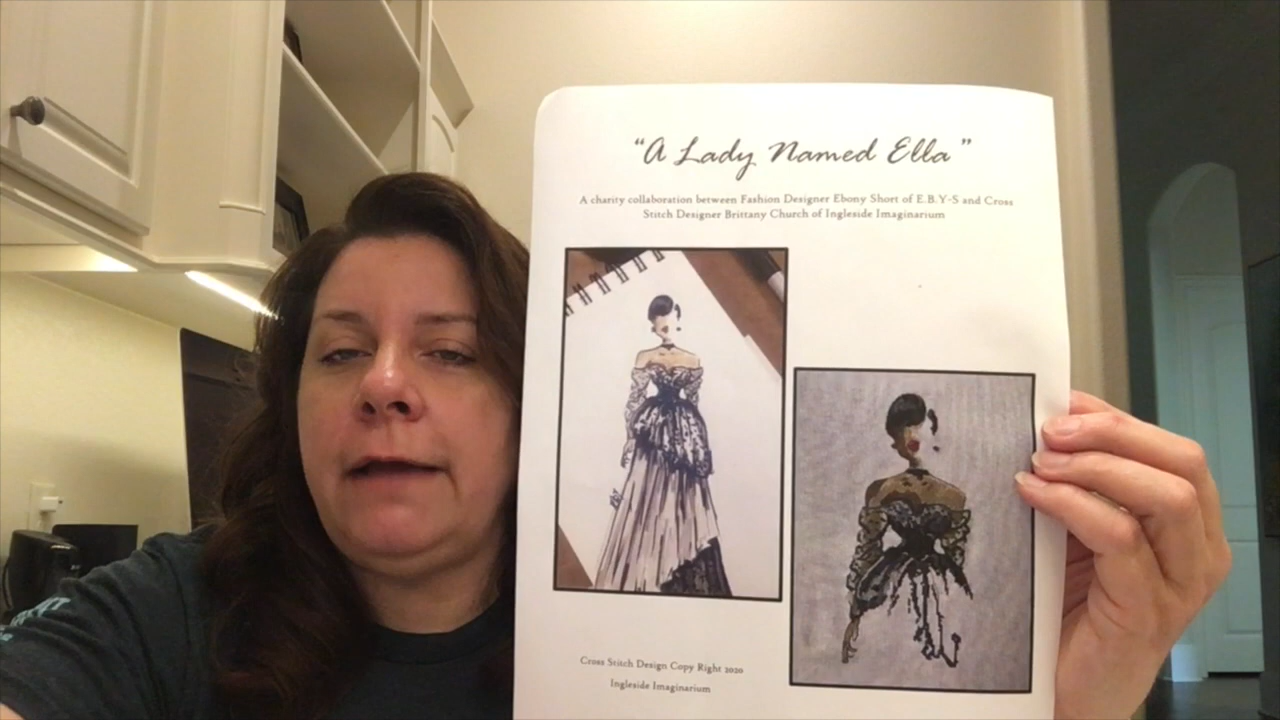 “A Lady Named Ella”
A charity collaboration between Fashion Designer Ebony Short of E.B.Y-S and Cross
Stitch Designer Brittany Church of Ingleside Imaginarium
Cross Stitch Design Copy Right 2020
Ingleside Imaginarium